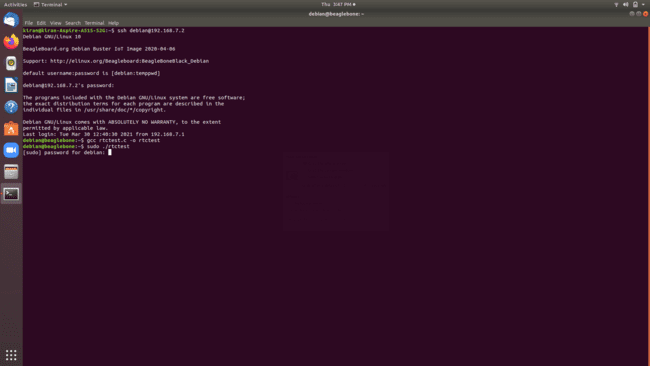 Activities
Terminal
Thu 3:47 PM
debian@beaglebone: ~
File Edit View Search Terminal Help
kiran@kiran-Aspire-A315-32G:~$ ssh debian@192.168.7.2
Debian GNU/Linux 10
BeagleBoard.org Debian Buster IoT Image 2020-04-06
Support: http://elinux.org/Beagleboard:BeagleBoneBlack_Debian
default username:password is [debian:temppwd]
debian@192.168.7.2's password:
The programs included with the Debian GNU/Linux system are free software;
the exact distribution terms for each program are described in the
individual files in /usr/share/doc/*/copyright.
Debian GNU/Linux comes with ABSOLUTELY NO WARRANTY, to the extent
permitted by applicable law.
Last login: Tue Mar 30 12:40:30 2021 from 192.168.7.1
debian@beaglebone:~$ gcc rtctest.c -o rtctest
debian@beaglebone:~$ sudo ./rtctest
[sudo] password for debian: